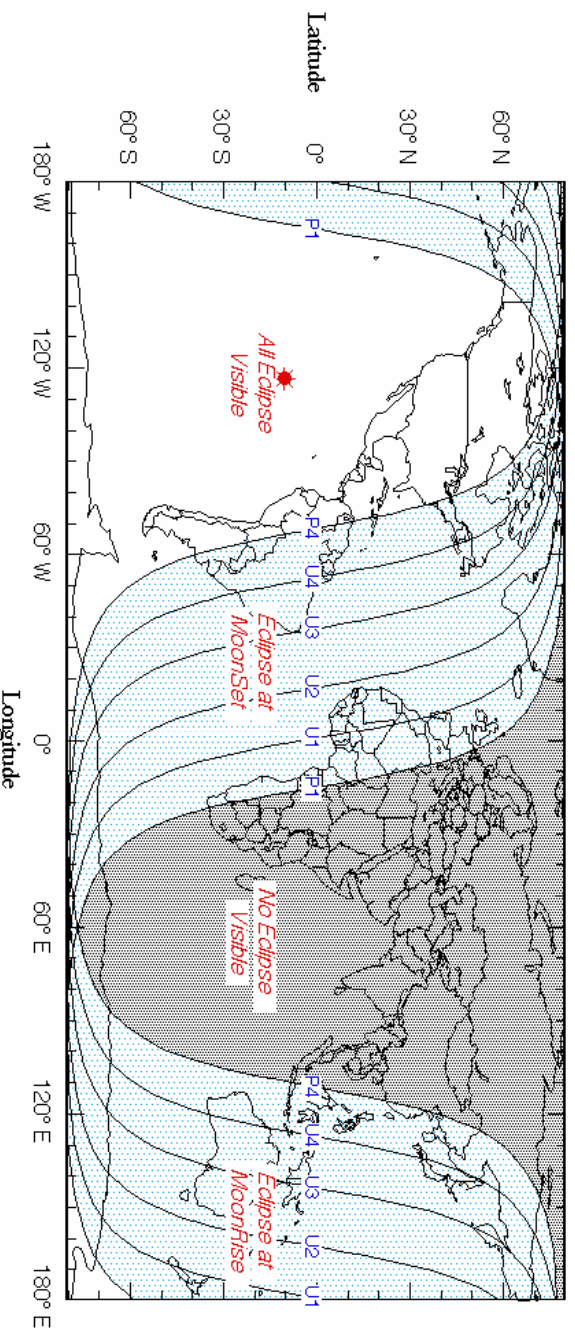 Latitude
60° N
30° N
0°
30° S
60° S
P1
P4
U4
U3
U2
U1
P1
P4
U4
U3
U2
U1
All Eclipse
Visible
Eclipse at
MoonSet
No Eclipse
Visible
Eclipse at
MoonRise
180° W
120° W
60° W
0°
60° E
120° E
180° E
Longitude